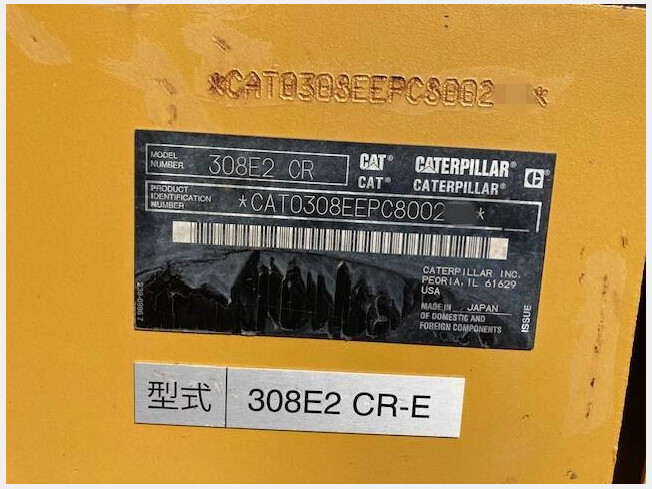 *CAT0308EEPC8002 *
MODEL NUMBER 308E2 CR
CAT® CATERPILLAR®
CAT® CATERPILLAR®
PRODUCT IDENTIFICATION NUMBER *CAT0308EEPC8002 *
CATERPILLAR INC.
PEORIA, IL 61629
USA
MADE IN JAPAN
OF DOMESTIC AND
FOREIGN COMPONENTS
ISSUE
型式 308E2 CR-E